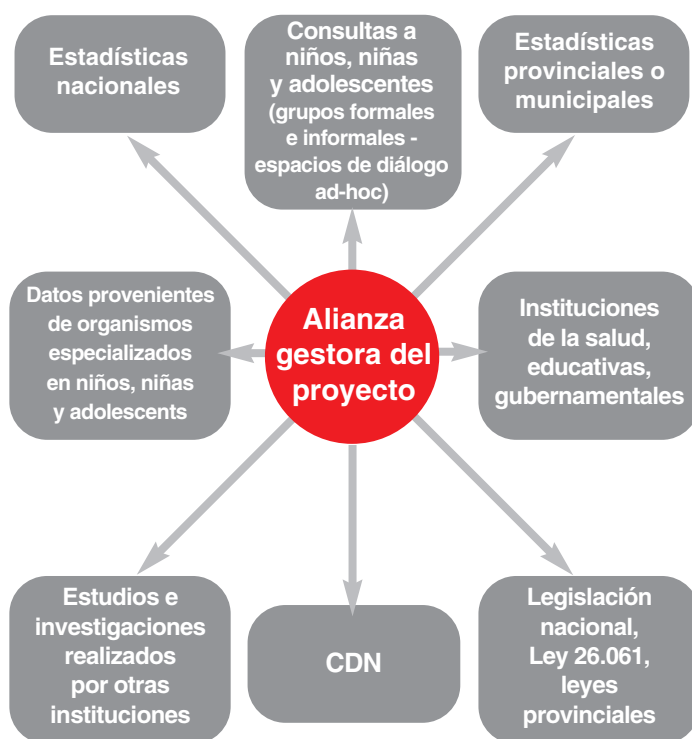 Estadísticas
nacionales
Consultas a
niños, niñas
y adolescentes
(grupos formales
e informales -
espacios de diálogo
ad-hoc)
Estadísticas
provinciales o
municipales
Datos provenientes
de organismos
especializados
en niños, niñas
y adolescents
Alianza
gestora del
proyecto
Instituciones
de la salud,
educativas,
gubernamentales
Estudios e
investigaciones
realizados
por otras
instituciones
CDN
Legislación
nacional,
Ley 26.061,
leyes
provinciales